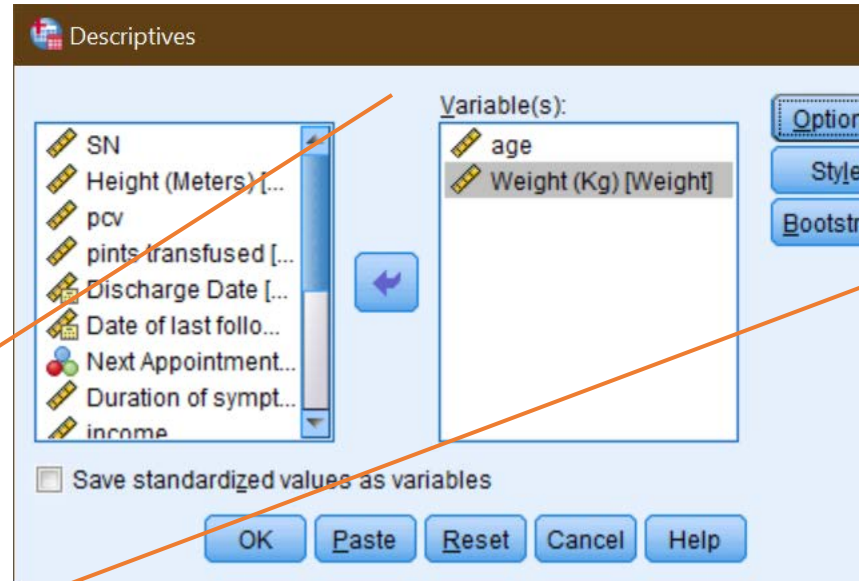 Descriptives
Variable(s):
SN
Height (Meters) [...
pcv
pints transfused [...
Discharge Date [...
Date of last follo...
Next Appointment...
Duration of sympt...
income
age
Weight (Kg) [Weight]
Option
Style
Bootstr
Save standardized values as variables
OK Paste Reset Cancel Help